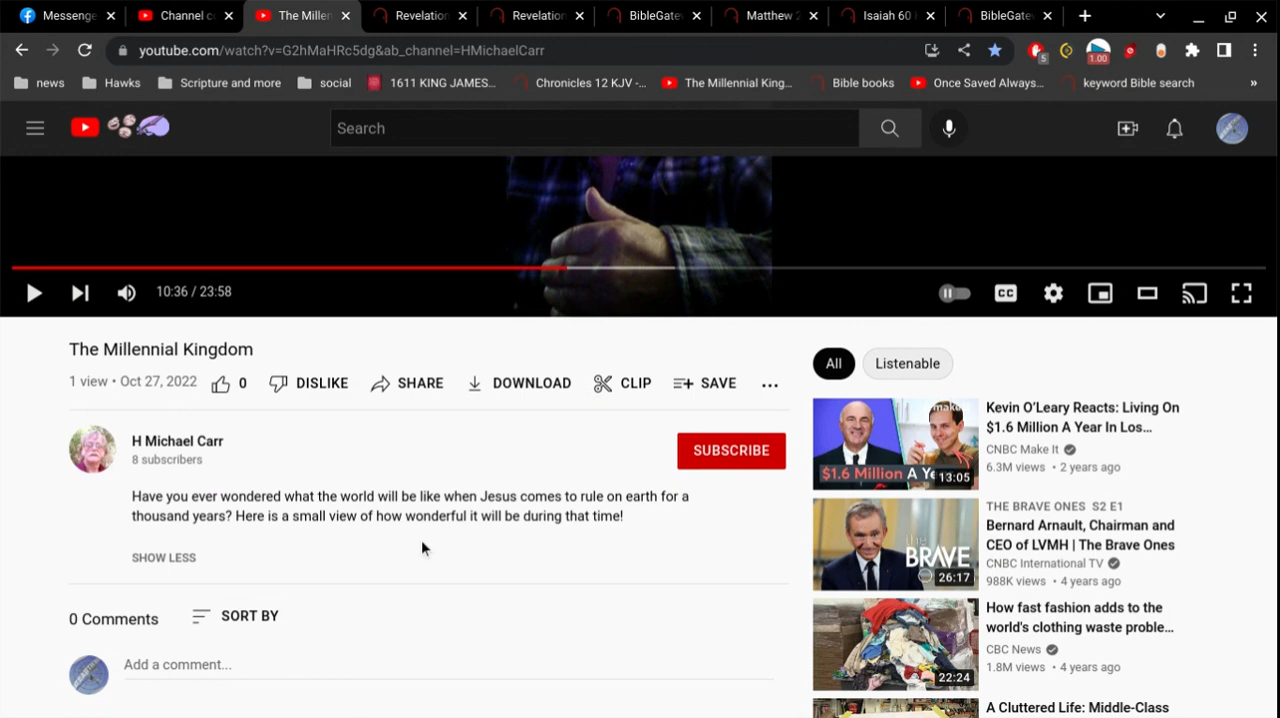 Messenge
Channel c
The Millen
Revelation
Revelation
BibleGate
Matthew 2
Isaiah 60 I
BibleGate
youtube.com/watch?v=G2hMaHRc5dg&ab_channel=HMichaelCarr
5
1.00
news
Hawks
Scripture and more
social
1611 KING JAMES...
Chronicles 12 KJV -...
The Millennial King...
Bible books
Once Saved Always...
keyword Bible search
»
Search
10:36 / 23:58
CC
The Millennial Kingdom
1 view • Oct 27, 2022
0
DISLIKE
SHARE
DOWNLOAD
CLIP
SAVE
...
H Michael Carr
8 subscribers
SUBSCRIBE
Have you ever wondered what the world will be like when Jesus comes to rule on earth for a
thousand years? Here is a small view of how wonderful it will be during that time!
SHOW LESS
0 Comments
SORT BY
Add a comment...
All
Listenable
make
$1.6 Million A Ye
13:05
Kevin O'Leary Reacts: Living On
$1.6 Million A Year In Los...
CNBC Make It
6.3M views • 2 years ago
the
BRAVE
26:17
THE BRAVE ONES S2 E1
Bernard Arnault, Chairman and
CEO of LVMH | The Brave Ones
CNBC International TV
988K views • 4 years ago
22:24
How fast fashion adds to the
world's clothing waste proble...
CBC News
1.8M views • 4 years ago
A Cluttered Life: Middle-Class